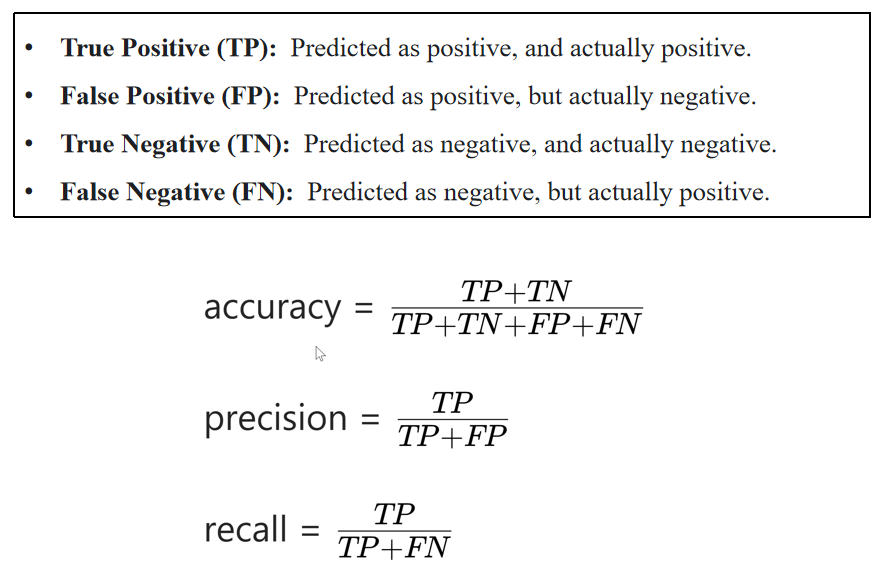 • True Positive (TP): Predicted as positive, and actually positive.
• False Positive (FP): Predicted as positive, but actually negative.
• True Negative (TN): Predicted as negative, and actually negative.
• False Negative (FN): Predicted as negative, but actually positive.
accuracy = \frac{TP+TN}{TP+TN+FP+FN}
precision = \frac{TP}{TP+FP}
recall = \frac{TP}{TP+FN}